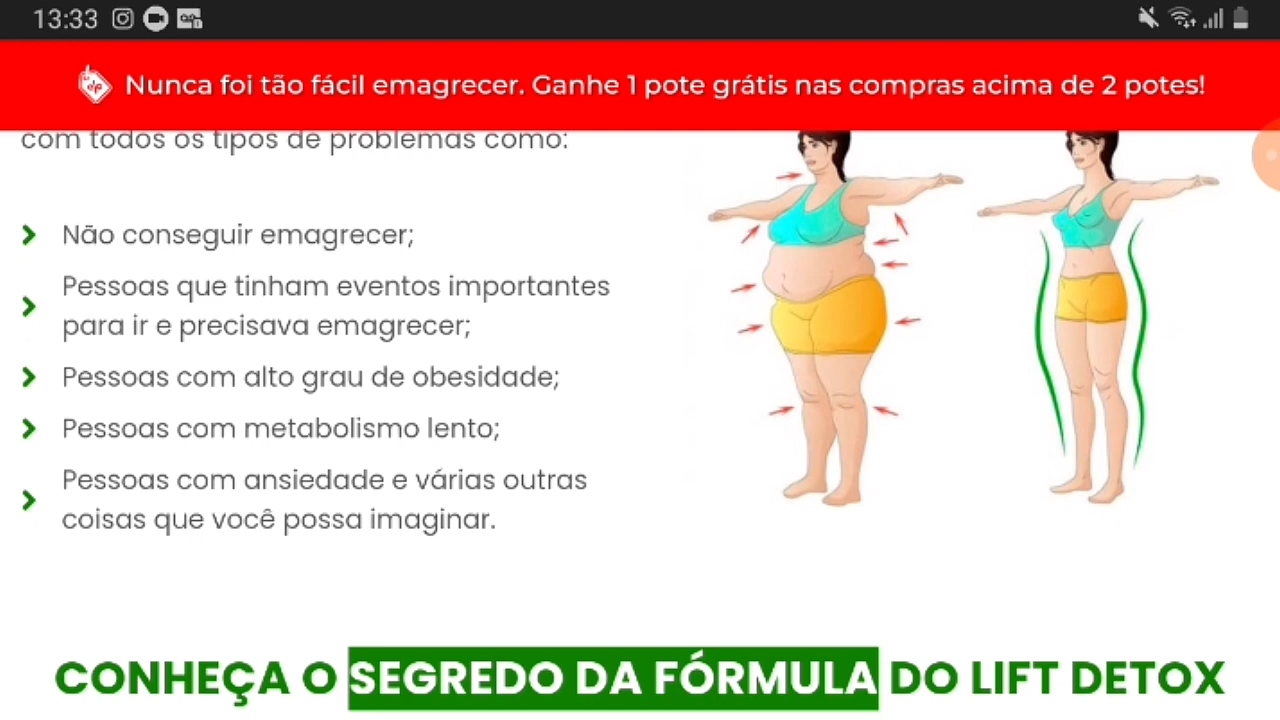 13:33
Nunca foi tão fácil emagrecer. Ganhe 1 pote grátis nas compras acima de 2 potes!
com todos os tipos de problemas como:
Não conseguir emagrecer;
Pessoas que tinham eventos importantes
para ir e precisava emagrecer;
Pessoas com alto grau de obesidade;
Pessoas com metabolismo lento;
Pessoas com ansiedade e várias outras
coisas que você possa imaginar.
CONHEÇA O SEGREDO DA FÓRMULA DO LIFT DETOX